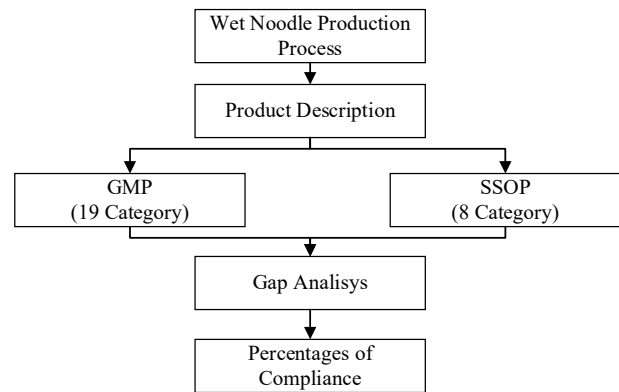 Wet Noodle Production
Process
Product Description
GMP
(19 Category)
SSOP
(8 Category)
Gap Analisys
Percentages of
Compliance